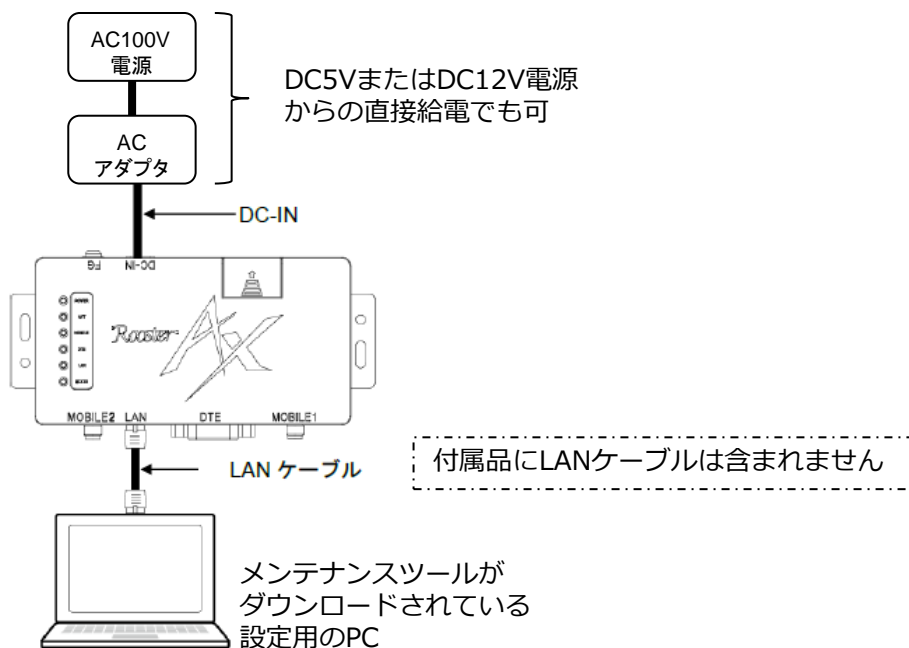 AC100V
電源
DC5VまたはDC12V電源
からの直接給電でも可
AC
アダプタ
DC-IN
FG
DC-IN
POWER
Rooster
AX
MOBILE2
LAN
DTE
MOBILE1
LAN ケーブル
付属品にLANケーブルは含まれません
メンテナンスツールが
ダウンロードされている
設定用のPC